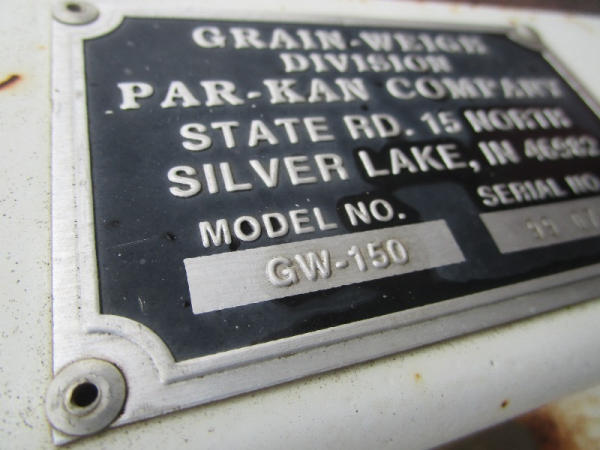 GRAIN-WEIGH
DIVISION
PAR-KAN COMPANY
STATE RD. 15 NORTH
SILVER LAKE, IN 46982
MODEL NO. SERIAL NO.
GW-150 99